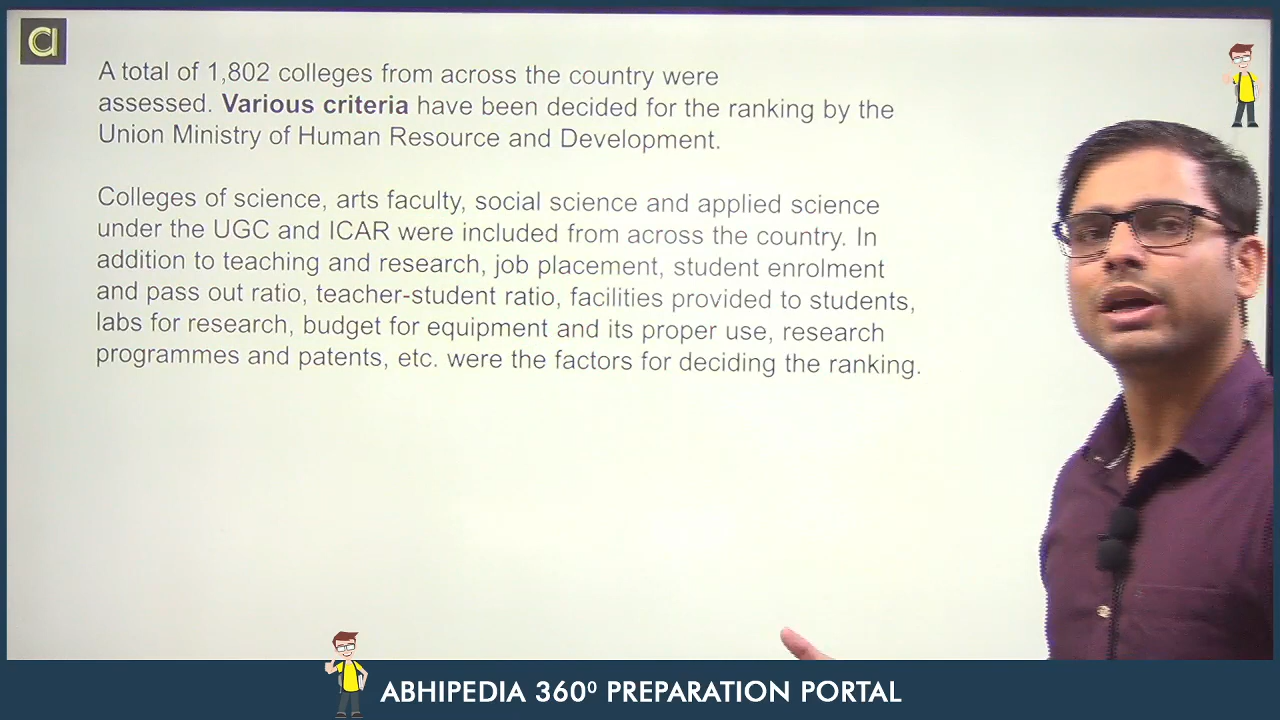 A total of 1,802 colleges from across the country were
assessed. Various criteria have been decided for the ranking by the
Union Ministry of Human Resource and Development.
Colleges of science, arts faculty, social science and applied science
under the UGC and ICAR were included from across the country. In
addition to teaching and research, job placement, student enrolment
and pass out ratio, teacher-student ratio, facilities provided to students,
labs for research, budget for equipment and its proper use, research
programmes and patents, etc. were the factors for deciding the ranking.
ABHIPEDIA 360⁰ PREPARATION PORTAL